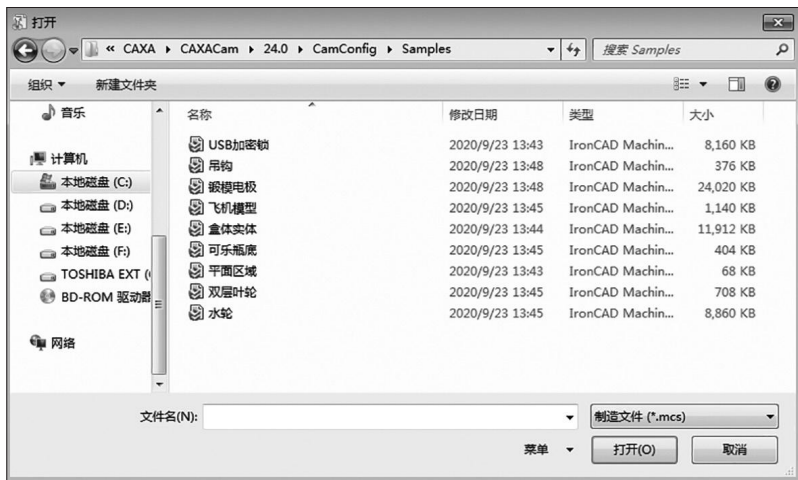 打开
« CAXA ▸ CAXACam ▸ 24.0 ▸ CamConfig ▸ Samples 搜索 Samples
组织 新建文件夹
名称 修改日期 类型 大小
音乐
计算机
本地磁盘 (C:)
本地磁盘 (D:)
本地磁盘 (E:)
本地磁盘 (F:)
TOSHIBA EXT (
BD-ROM 驱动器
网络
USB加密锁 2020/9/23 13:43 IronCAD Machin... 8,160 KB
吊钩 2020/9/23 13:48 IronCAD Machin... 376 KB
锻模电极 2020/9/23 13:48 IronCAD Machin... 24,020 KB
飞机模型 2020/9/23 13:45 IronCAD Machin... 1,140 KB
盒体实体 2020/9/23 13:44 IronCAD Machin... 11,912 KB
可乐瓶底 2020/9/23 13:45 IronCAD Machin... 404 KB
平面区域 2020/9/23 13:43 IronCAD Machin... 68 KB
双层叶轮 2020/9/23 13:45 IronCAD Machin... 708 KB
水轮 2020/9/23 13:45 IronCAD Machin... 8,860 KB
文件名(N): 制造文件 (*.mcs)
菜单 打开(O) 取消